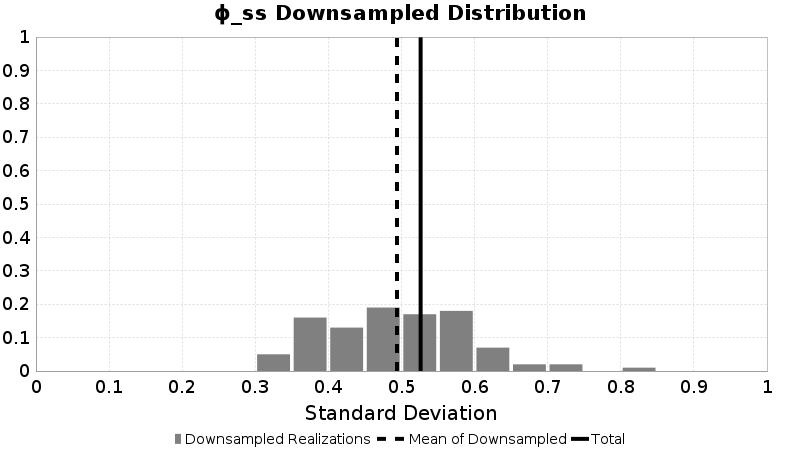 ϕ_ss Downsampled Distribution
1
0.9
0.8
0.7
0.6
0.5
0.4
0.3
0.2
0.1
0
0 0.1 0.2 0.3 0.4 0.5 0.6 0.7 0.8 0.9 1
Standard Deviation
Downsampled Realizations Mean of Downsampled Total